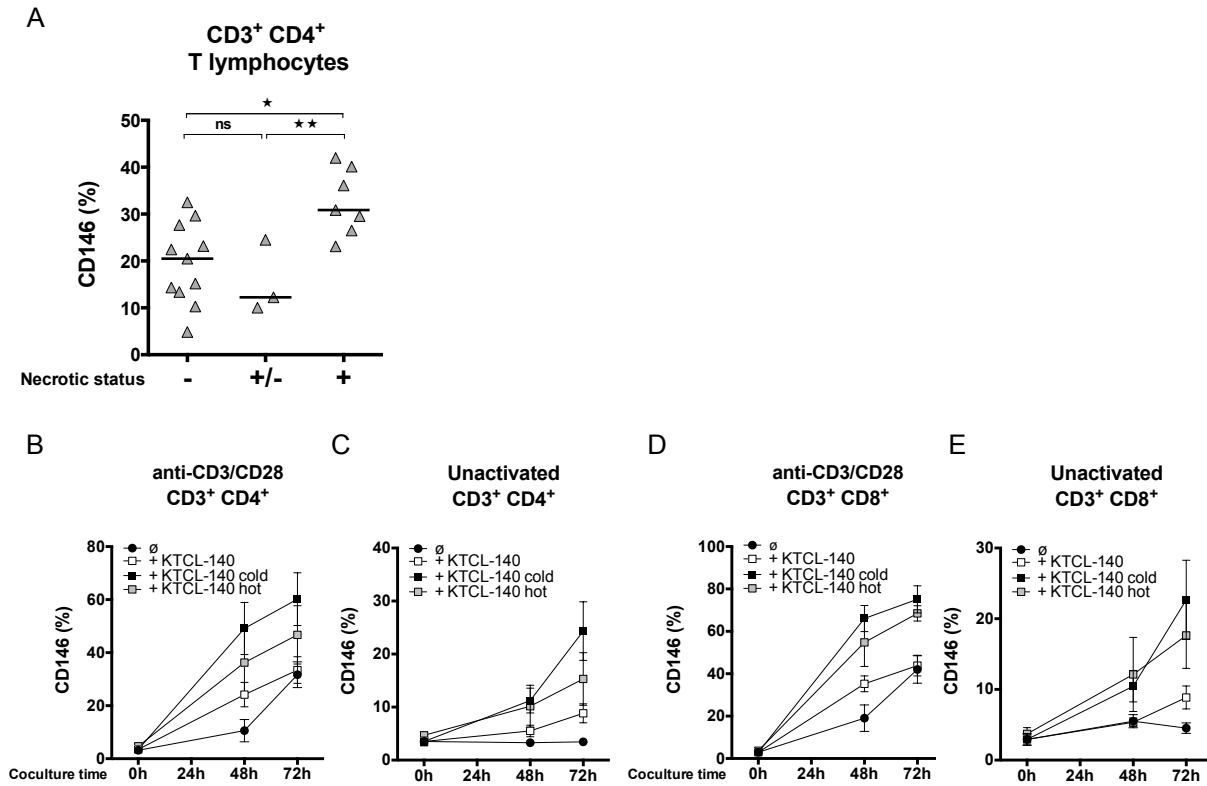 A
CD3+ CD4+
T lymphocytes
★
ns
★★
50
40
30
20
10
0
CD146 (%)
Necrotic status - +/- +
B
anti-CD3/CD28
CD3+ CD4+
80
60
40
20
0
CD146 (%)
ø
+ KTCL-140
+ KTCL-140 cold
+ KTCL-140 hot
Coculture time 0h 24h 48h 72h
C
Unactivated
CD3+ CD4+
40
30
20
10
0
CD146 (%)
ø
+ KTCL-140
+ KTCL-140 cold
+ KTCL-140 hot
0h 24h 48h 72h
D
anti-CD3/CD28
CD3+ CD8+
100
80
60
40
20
0
CD146 (%)
ø
+ KTCL-140
+ KTCL-140 cold
+ KTCL-140 hot
Coculture time 0h 24h 48h 72h
E
Unactivated
CD3+ CD8+
30
20
10
0
CD146 (%)
ø
+ KTCL-140
+ KTCL-140 cold
+ KTCL-140 hot
0h 24h 48h 72h